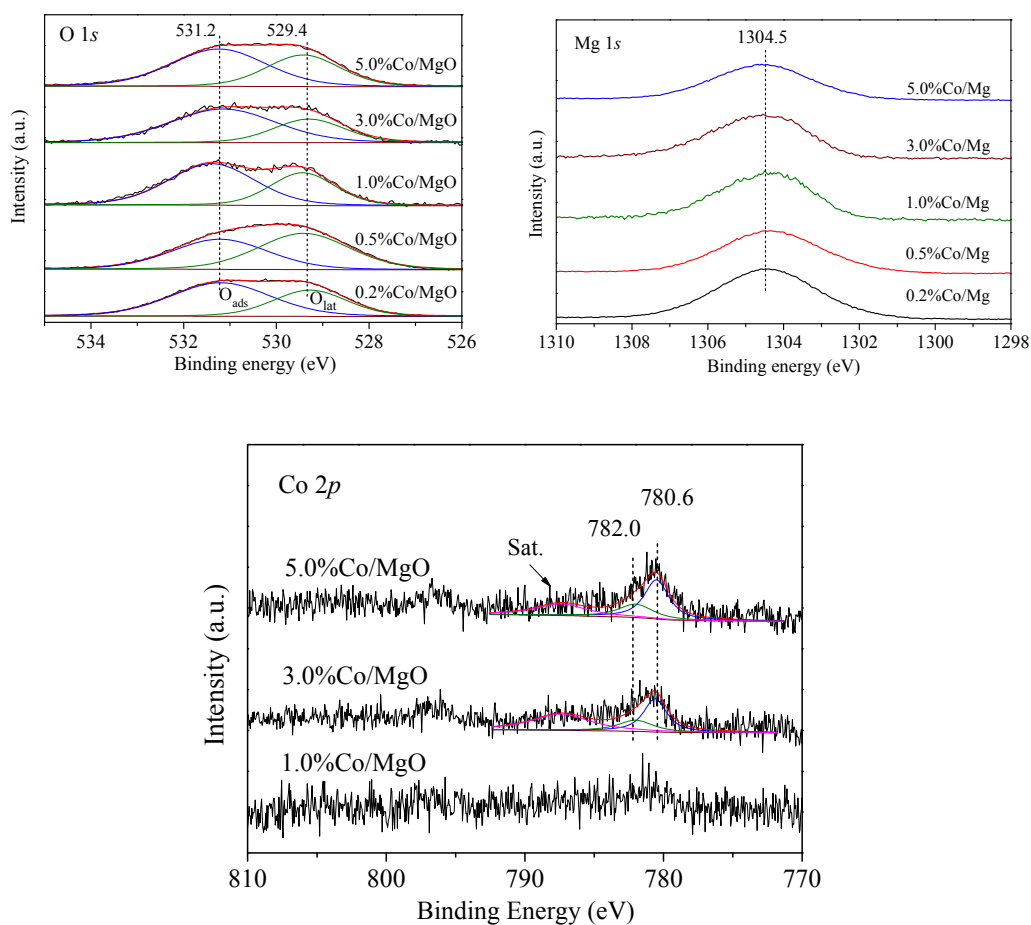 O 1s
531.2
529.4
5.0%Co/MgO
3.0%Co/MgO
1.0%Co/MgO
0.5%Co/MgO
0.2%Co/MgO
O_ads
O_lat
Intensity (a.u.)
534 532 530 528 526
Binding energy (eV)
Mg 1s
1304.5
5.0%Co/Mg
3.0%Co/Mg
1.0%Co/Mg
0.5%Co/Mg
0.2%Co/Mg
Intensity (a.u.)
1310 1308 1306 1304 1302 1300 1298
Binding energy (eV)
Co 2p
780.6
782.0
Sat.
5.0%Co/MgO
3.0%Co/MgO
1.0%Co/MgO
Intensity (a.u.)
810 800 790 780 770
Binding Energy (eV)